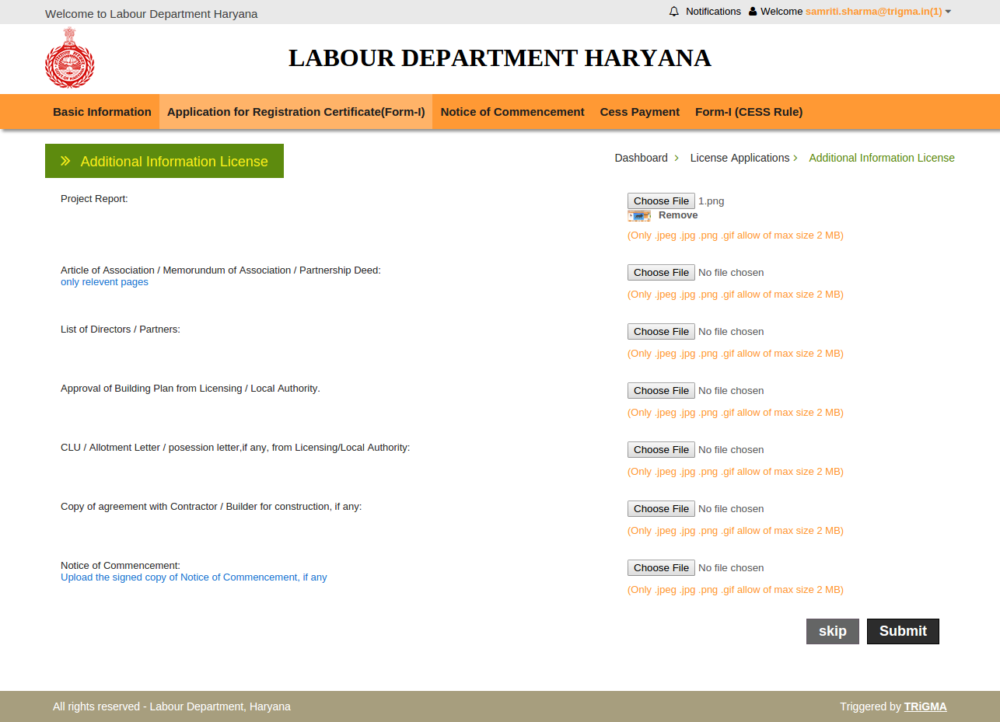 Welcome to Labour Department Haryana
Notifications Welcome samriti.sharma@trigma.in(1)
LABOUR DEPARTMENT HARYANA
Basic Information Application for Registration Certificate(Form-I) Notice of Commencement Cess Payment Form-I (CESS Rule)
» Additional Information License
Dashboard > License Applications > Additional Information License
Project Report:
Choose File 1.png
Remove
(Only .jpeg .jpg .png .gif allow of max size 2 MB)
Article of Association / Memorundum of Association / Partnership Deed:
only relevent pages
Choose File No file chosen
(Only .jpeg .jpg .png .gif allow of max size 2 MB)
List of Directors / Partners:
Choose File No file chosen
(Only .jpeg .jpg .png .gif allow of max size 2 MB)
Approval of Building Plan from Licensing / Local Authority.
Choose File No file chosen
(Only .jpeg .jpg .png .gif allow of max size 2 MB)
CLU / Allotment Letter / posession letter,if any, from Licensing/Local Authority:
Choose File No file chosen
(Only .jpeg .jpg .png .gif allow of max size 2 MB)
Copy of agreement with Contractor / Builder for construction, if any:
Choose File No file chosen
(Only .jpeg .jpg .png .gif allow of max size 2 MB)
Notice of Commencement:
Upload the signed copy of Notice of Commencement, if any
Choose File No file chosen
(Only .jpeg .jpg .png .gif allow of max size 2 MB)
skip Submit
All rights reserved - Labour Department, Haryana
Triggered by TRiGMA